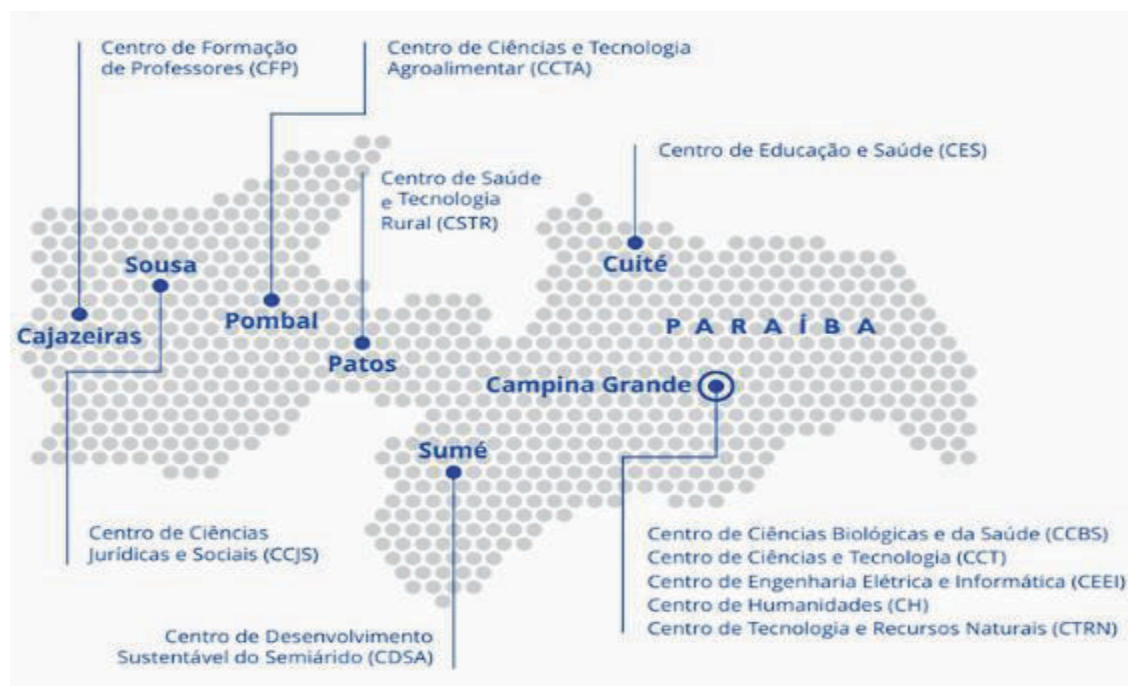 Centro de Formação
de Professores (CFP)
Centro de Ciências e Tecnologia
Agroalimentar (CCTA)
Centro de Educação e Saúde (CES)
Centro de Saúde
e Tecnologia
Rural (CSTR)
Sousa
Cuité
Pombal
Cajazeiras
PARAÍBA
Patos
Campina Grande
Sumé
Centro de Ciências
Jurídicas e Sociais (CCJS)
Centro de Ciências Biológicas e da Saúde (CCBS)
Centro de Ciências e Tecnologia (CCT)
Centro de Engenharia Elétrica e Informática (CEEI)
Centro de Humanidades (CH)
Centro de Tecnologia e Recursos Naturais (CTRN)
Centro de Desenvolvimento
Sustentável do Semiárido (CDSA)